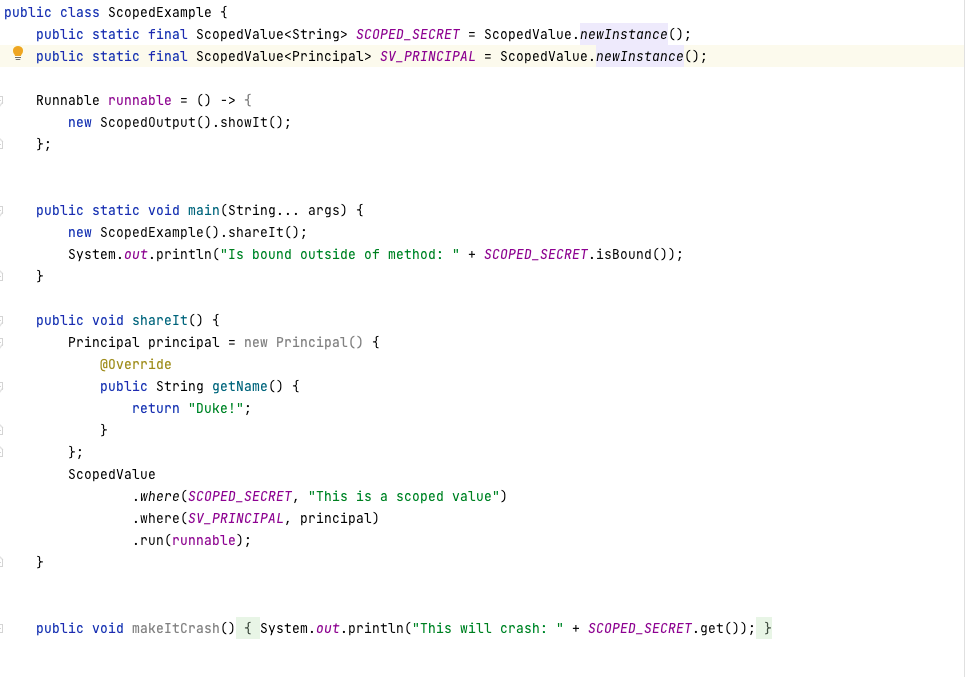 public class ScopedExample {
    public static final ScopedValue<String> SCOPED_SECRET = ScopedValue.newInstance();
    public static final ScopedValue<Principal> SV_PRINCIPAL = ScopedValue.newInstance();

    Runnable runnable = () -> {
        new ScopedOutput().showIt();
    };

    public static void main(String... args) {
        new ScopedExample().shareIt();
        System.out.println("Is bound outside of method: " + SCOPED_SECRET.isBound());
    }

    public void shareIt() {
        Principal principal = new Principal() {
            @Override
            public String getName() {
                return "Duke!";
            }
        };
        ScopedValue
                .where(SCOPED_SECRET, "This is a scoped value")
                .where(SV_PRINCIPAL, principal)
                .run(runnable);
    }

    public void makeItCrash() { System.out.println("This will crash: " + SCOPED_SECRET.get()); }